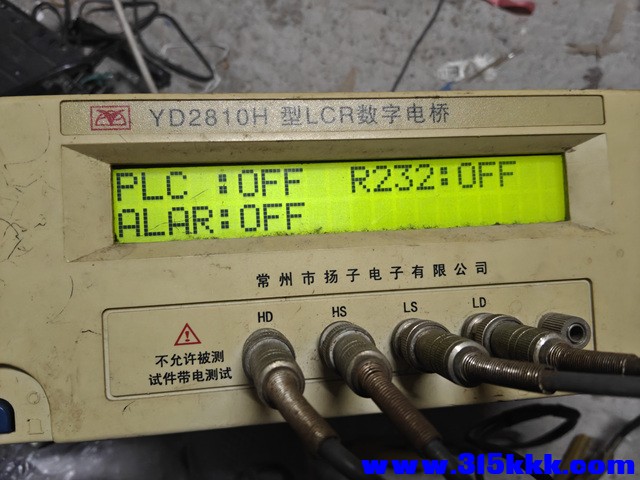 YD2810H 型LCR数字电桥
PLC :OFF R232:OFF
ALAR:OFF
常州市扬子电子有限公司
HD HS LS LD
不允许被测
试件带电测试
www.315kkk.com